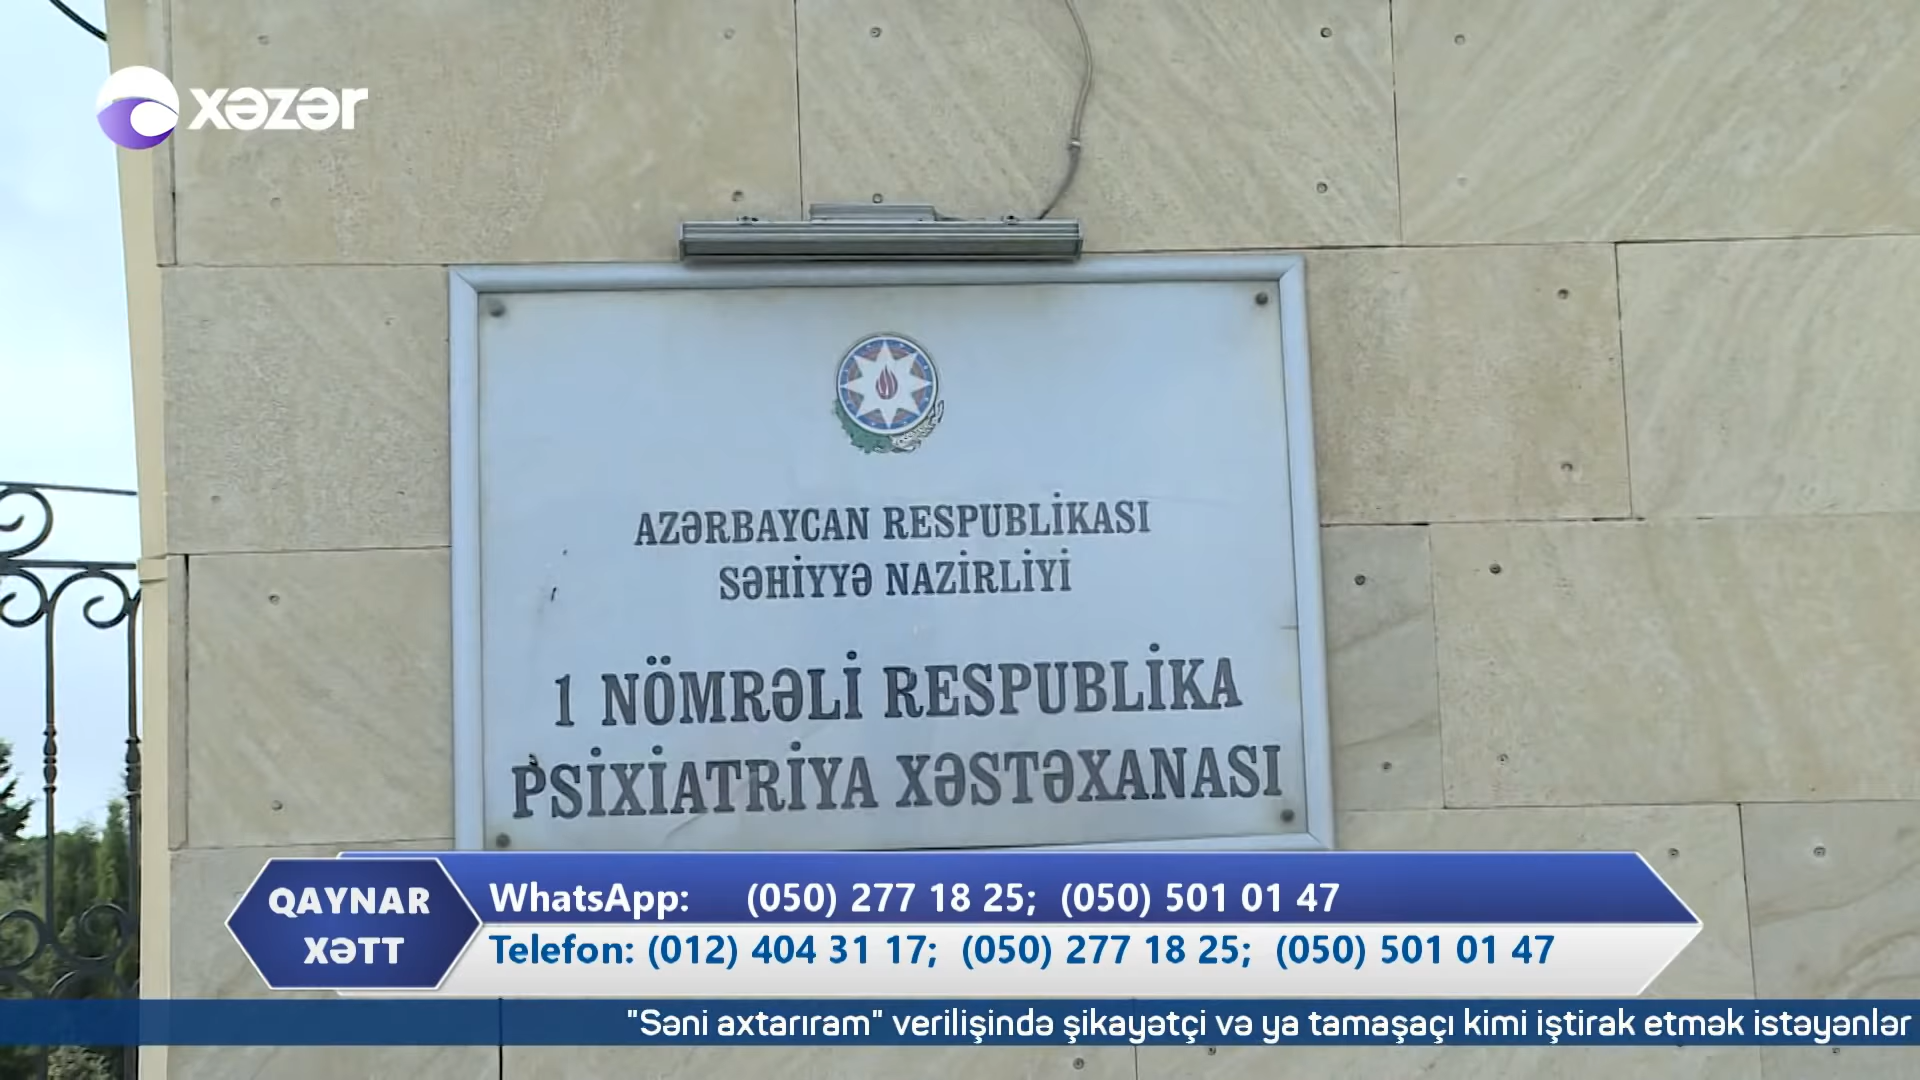 xəzər
AZƏRBAYCAN RESPUBLİKASI
SƏHİYYƏ NAZİRLİYİ
1 NÖMRƏLİ RESPUBLİKA
PSİXİATRİYA XƏSTƏXANASI
QAYNAR XƏTT
WhatsApp: (050) 277 18 25; (050) 501 01 47
Telefon: (012) 404 31 17; (050) 277 18 25; (050) 501 01 47
"Səni axtarıram" verilişində şikayətçi və ya tamaşaçı kimi iştirak etmək istəyənlər